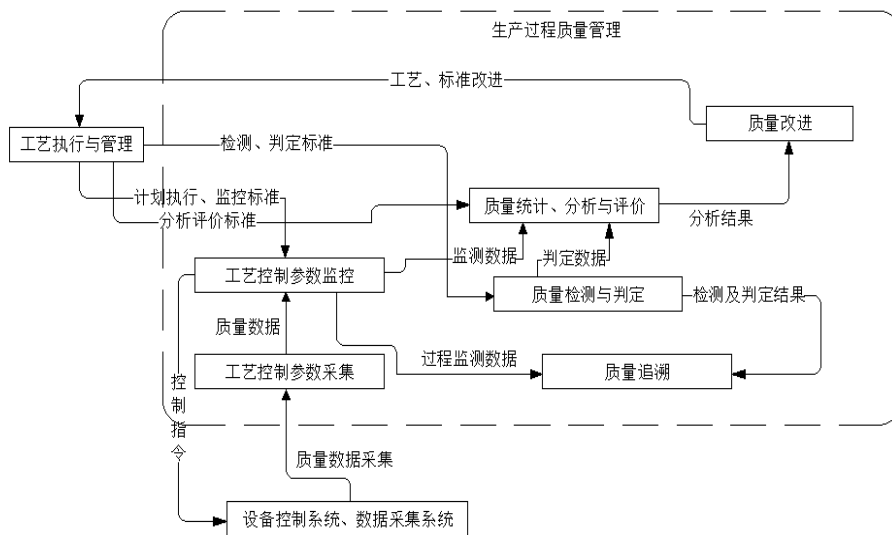 生产过程质量管理
工艺、标准改进
质量改进
工艺执行与管理
检测、判定标准
计划执行、监控标准
分析评价标准
质量统计、分析与评价
分析结果
监测数据
判定数据
工艺控制参数监控
质量检测与判定
检测及判定结果
质量数据
过程监测数据
工艺控制参数采集
质量追溯
控制指令
质量数据采集
设备控制系统、数据采集系统